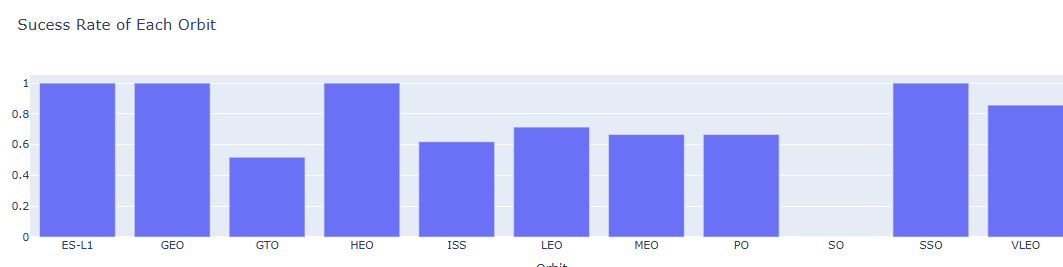 Sucess Rate of Each Orbit
1
0.8
0.6
0.4
0.2
0
ES-L1 GEO GTO HEO ISS LEO MEO PO SO SSO VLEO
Orbit